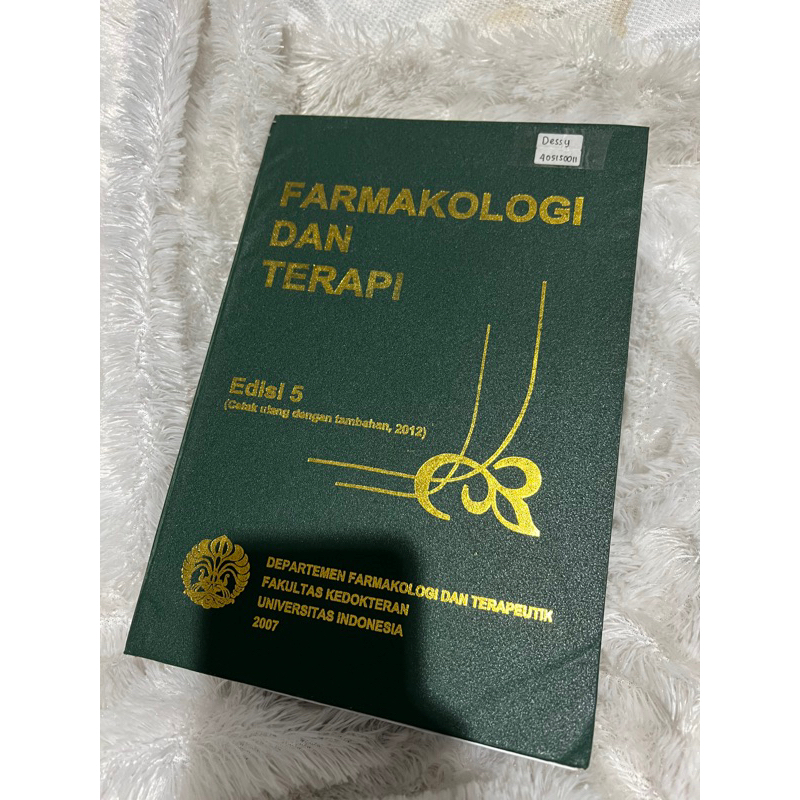 Dessy
405150011
FARMAKOLOGI
DAN
TERAPI
Edisi 5
(Cetak ulang dengan tambahan, 2012)
DEPARTEMEN FARMAKOLOGI DAN TERAPEUTIK
FAKULTAS KEDOKTERAN
UNIVERSITAS INDONESIA
2007